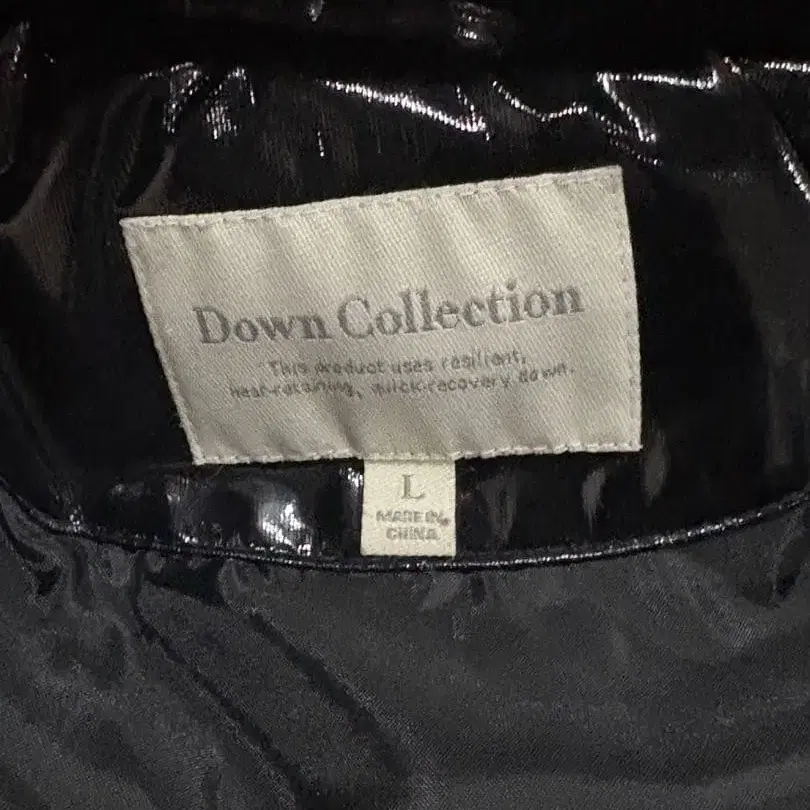 Down Collection
This product uses resilient,
heat-retaining, quick-recovery down.
L
MADE IN
CHINA